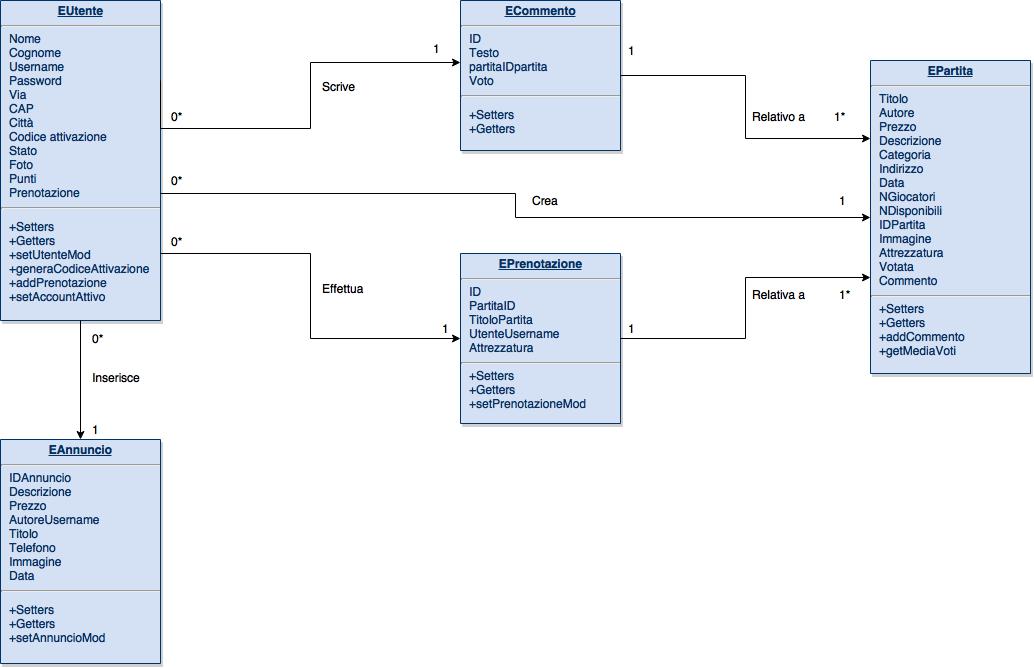 EUtente
Nome
Cognome
Username
Password
Via
CAP
Città
Codice attivazione
Stato
Foto
Punti
Prenotazione
+Setters
+Getters
+setUtenteMod
+generaCodiceAttivazione
+addPrenotazione
+setAccountAttivo
0*
Scrive
1
ECommento
ID
Testo
partitaIDpartita
Voto
+Setters
+Getters
1
Relativo a
1*
0*
Crea
1
EPartita
Titolo
Autore
Prezzo
Descrizione
Categoria
Indirizzo
Data
NGiocatori
NDisponibili
IDPartita
Immagine
Attrezzatura
Votata
Commento
+Setters
+Getters
+addCommento
+getMediaVoti
0*
Effettua
1
EPrenotazione
ID
PartitaID
TitoloPartita
UtenteUsername
Attrezzatura
+Setters
+Getters
+setPrenotazioneMod
1
Relativa a
1*
0*
Inserisce
1
EAnnuncio
IDAnnuncio
Descrizione
Prezzo
AutoreUsername
Titolo
Telefono
Immagine
Data
+Setters
+Getters
+setAnnuncioMod